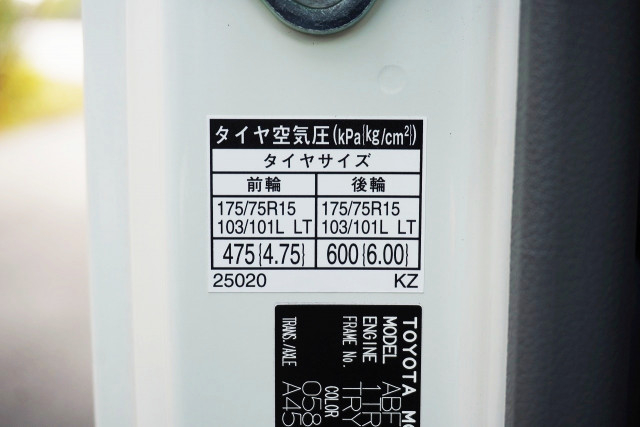 タイヤ空気圧(kPa{kg/cm²})
タイヤサイズ
前輪 後輪
175/75R15 175/75R15
103/101L LT 103/101L LT
475{4.75} 600{6.00}
25020 KZ
TOYOTA
MODEL
ENGINE
FRAME No.
COLOR 058
TRANS./AXLE A45